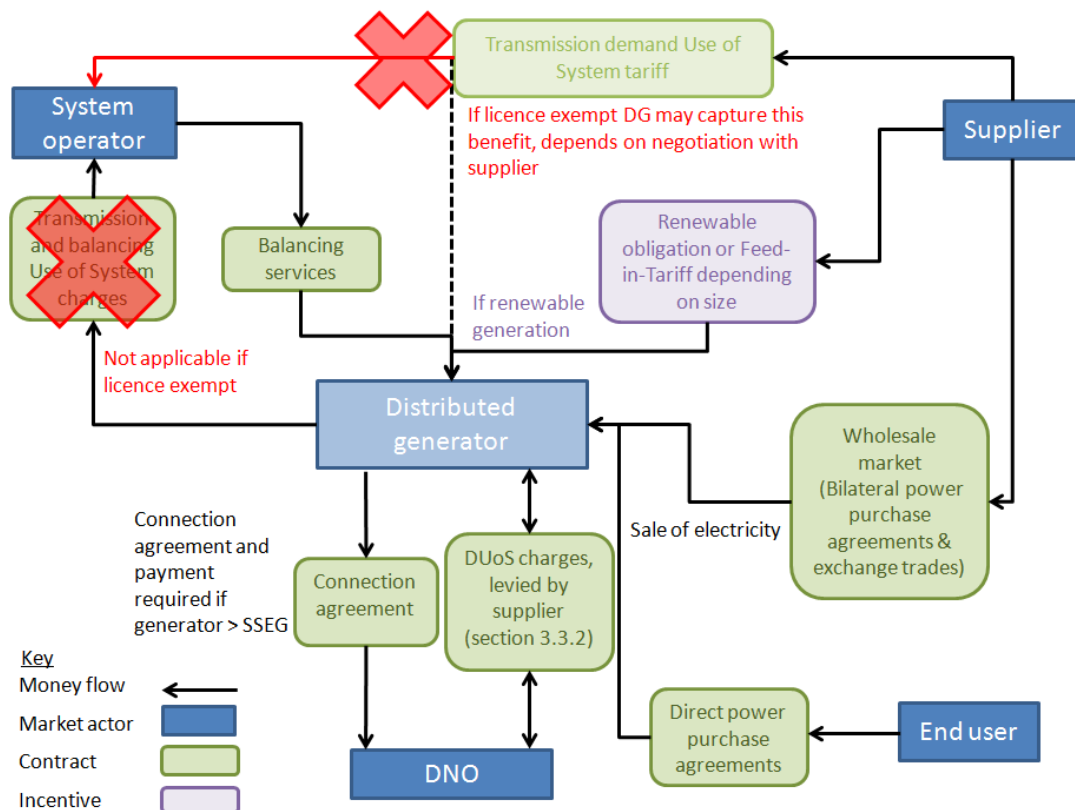 Transmission demand Use of
System tariff
System
operator
If licence exempt DG may capture this
benefit, depends on negotiation with
supplier
Supplier
Transmission
and balancing
Use of System
charges
Balancing
services
Renewable
obligation or Feed-
in-Tariff depending
on size
If renewable
generation
Not applicable if
licence exempt
Distributed
generator
Wholesale
market
(Bilateral power
purchase
agreements &
exchange trades)
Sale of electricity
Connection
agreement and
payment
required if
generator > SSEG
Connection
agreement
DUoS charges,
levied by
supplier
(section 3.3.2)
Key
Money flow
Market actor
Contract
Incentive
DNO
Direct power
purchase
agreements
End user